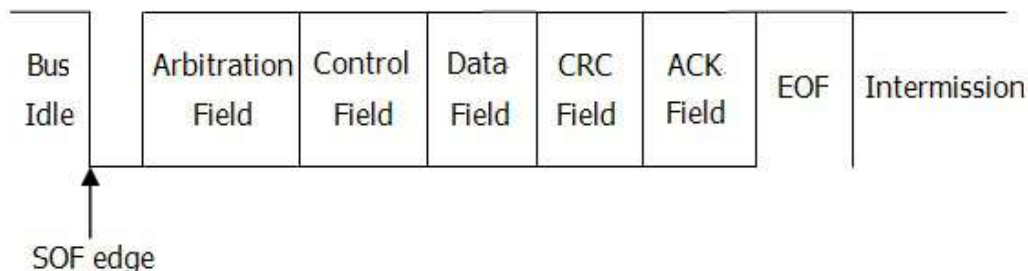 Bus
Idle
Arbitration
Field
Control
Field
Data
Field
CRC
Field
ACK
Field
EOF
Intermission
SOF edge